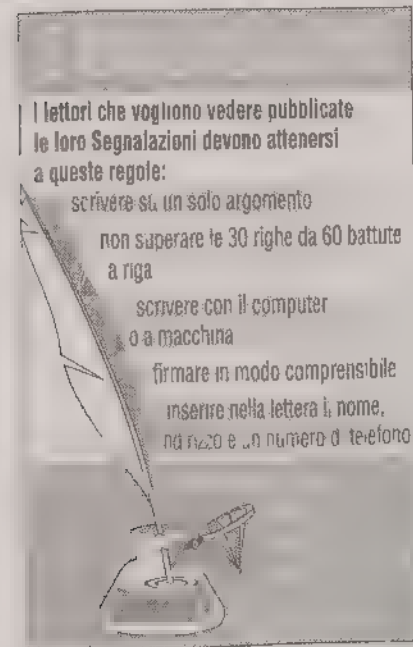 I lettori che vogliono vedere pubblicate
le loro Segnalazioni devono attenersi
a queste regole:
scrivere su un solo argomento
non superare le 30 righe da 60 battute
a riga
scrivere con il computer
o a macchina
firmare in modo comprensibile
inserire nella lettera il nome,
indirizzo e un numero di telefono